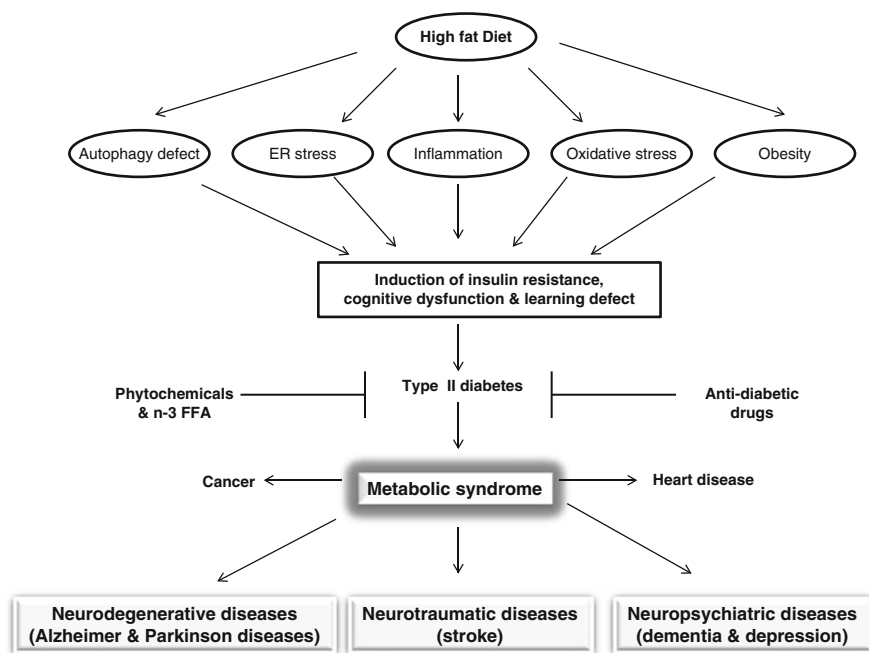 High fat Diet
Autophagy defect
ER stress
Inflammation
Oxidative stress
Obesity
Induction of insulin resistance,
cognitive dysfunction & learning defect
Phytochemicals
& n-3 FFA
Type II diabetes
Anti-diabetic
drugs
Cancer
Metabolic syndrome
Heart disease
Neurodegenerative diseases
(Alzheimer & Parkinson diseases)
Neurotraumatic diseases
(stroke)
Neuropsychiatric diseases
(dementia & depression)